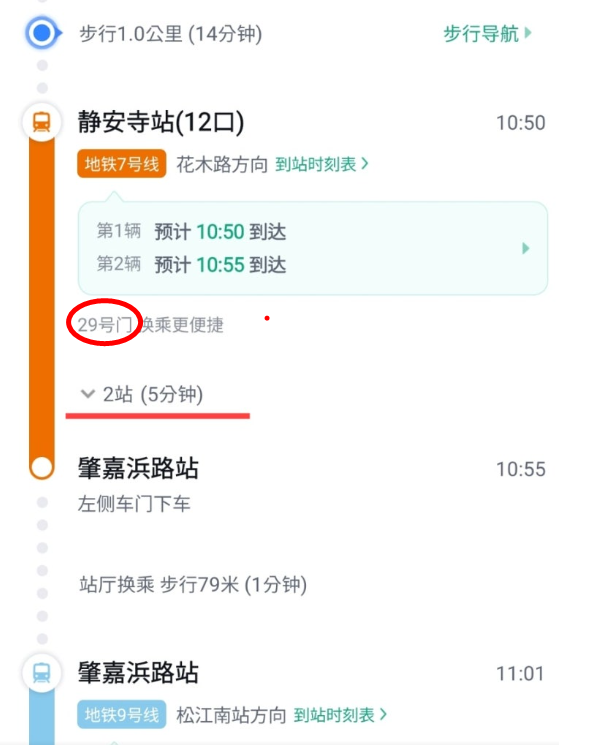 步行1.0公里 (14分钟) 步行导航
静安寺站(12口) 10:50
地铁7号线 花木路方向 到站时刻表
第1辆 预计 10:50 到达
第2辆 预计 10:55 到达
29号门 换乘更便捷
2站 (5分钟)
肇嘉浜路站 10:55
左侧车门下车
站厅换乘 步行79米 (1分钟)
肇嘉浜路站 11:01
地铁9号线 松江南站方向 到站时刻表